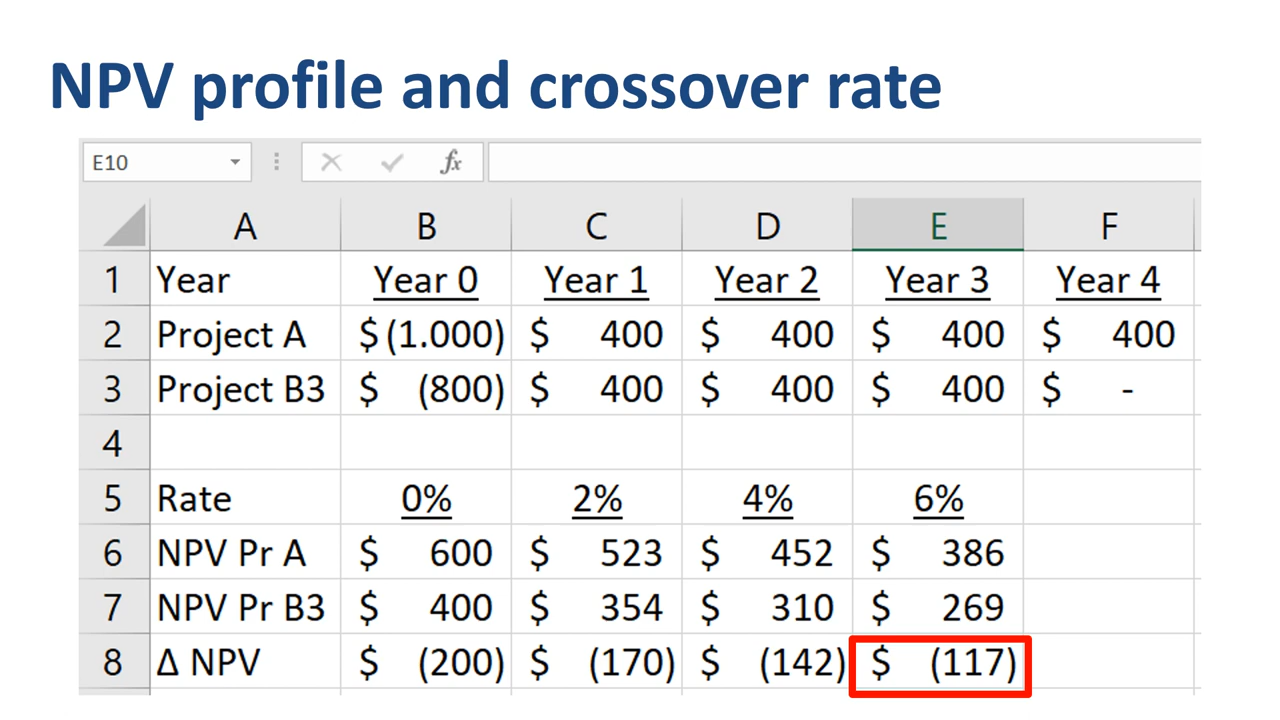 NPV profile and crossover rate
E10 fx
A B C D E F
1 Year Year 0 Year 1 Year 2 Year 3 Year 4
2 Project A $ (1.000) $ 400 $ 400 $ 400 $ 400
3 Project B3 $ (800) $ 400 $ 400 $ 400 $ -
4
5 Rate 0% 2% 4% 6%
6 NPV Pr A $ 600 $ 523 $ 452 $ 386
7 NPV Pr B3 $ 400 $ 354 $ 310 $ 269
8 Δ NPV $ (200) $ (170) $ (142) $ (117)